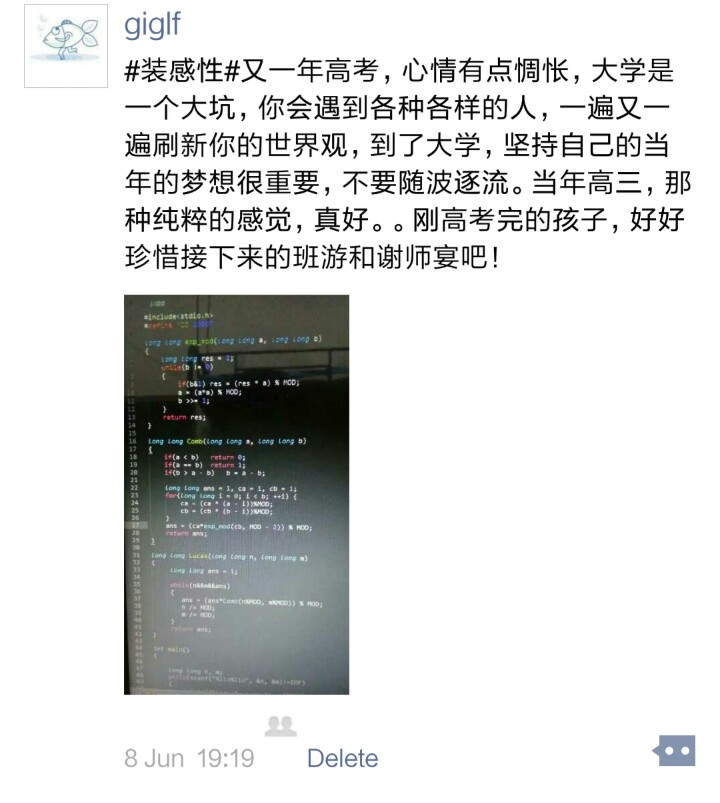 giglf
#装感性#又一年高考，心情有点惆怅，大学是
一个大坑，你会遇到各种各样的人，一遍又一
遍刷新你的世界观，到了大学，坚持自己的当
年的梦想很重要，不要随波逐流。当年高三，那
种纯粹的感觉，真好。。刚高考完的孩子，好好
珍惜接下来的班游和谢师宴吧！
#include<stdio.h>
long long exp_mod(long long a, long long b)
{
long long res = 1;
while(b != 0)
{
if(b&1) res = (res * a) % MOD;
a = (a*a) % MOD;
b >>= 1;
}
return res;
}
long long Comb(long long a, long long b)
{
if(a < b) return 0;
if(a == b) return 1;
if(b > a - b) b = a - b;
long long ans = 1, ca = 1, cb = 1;
for(long long i = 0; i < b; ++i) {
ca = (ca * (a - i))%MOD;
cb = (cb * (b - i))%MOD;
}
ans = (ca*exp_mod(cb, MOD - 2)) % MOD;
return ans;
}
long long Lucas(long long n, long long m)
{
long long ans = 1;
while(n&&m&&ans)
{
ans = (ans*Comb(n%MOD, m%MOD)) % MOD;
n /= MOD;
m /= MOD;
}
return ans;
}
int main()
{
long long n, m;
{
8 Jun 19:19 Delete